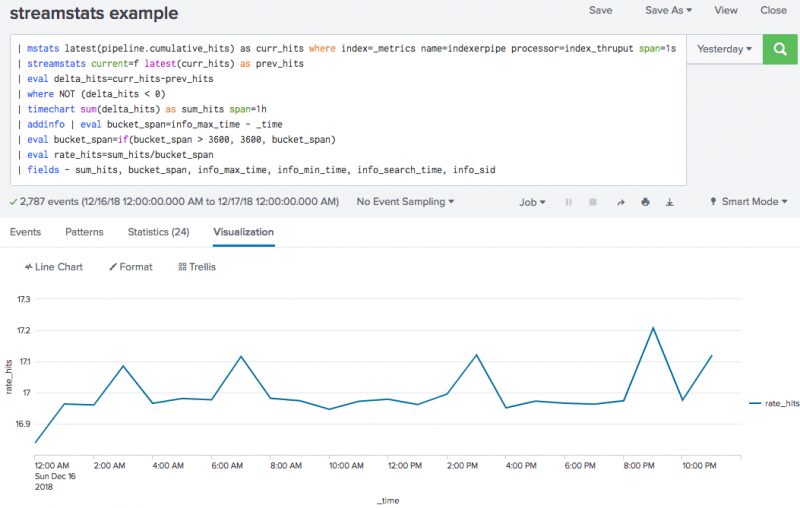 streamstats example
Save Save As View Close
| mstats latest(pipeline.cumulative_hits) as curr_hits where index=_metrics name=indexerpipe processor=index_thruput span=1s
| streamstats current=f latest(curr_hits) as prev_hits
| eval delta_hits=curr_hits-prev_hits
| where NOT (delta_hits < 0)
| timechart sum(delta_hits) as sum_hits span=1h
| addinfo | eval bucket_span=info_max_time - _time
| eval bucket_span=if(bucket_span > 3600, 3600, bucket_span)
| eval rate_hits=sum_hits/bucket_span
| fields - sum_hits, bucket_span, info_max_time, info_min_time, info_search_time, info_sid
Yesterday
2,787 events (12/16/18 12:00:00.000 AM to 12/17/18 12:00:00.000 AM) No Event Sampling Job Smart Mode
Events Patterns Statistics (24) Visualization
Line Chart Format Trellis
17.3
17.2
17.1
17
16.9
rate_hits
rate_hits
12:00 AM 2:00 AM 4:00 AM 6:00 AM 8:00 AM 10:00 AM 12:00 PM 2:00 PM 4:00 PM 6:00 PM 8:00 PM 10:00 PM
Sun Dec 16
2018
_time